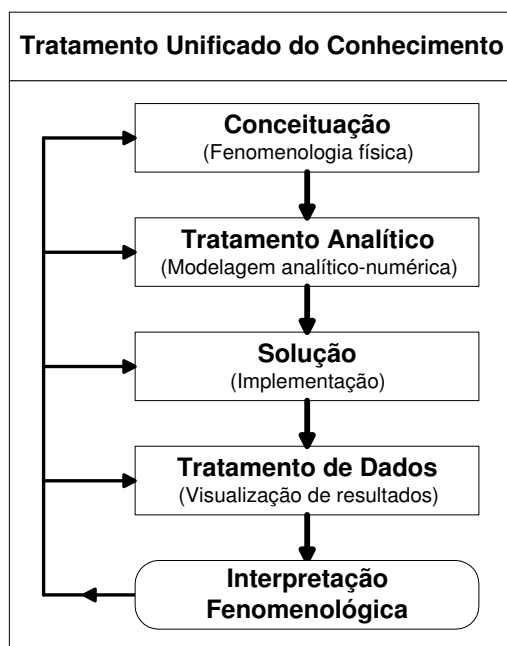 Tratamento Unificado do Conhecimento
Conceituação
(Fenomenologia física)
Tratamento Analítico
(Modelagem analítico-numérica)
Solução
(Implementação)
Tratamento de Dados
(Visualização de resultados)
Interpretação
Fenomenológica